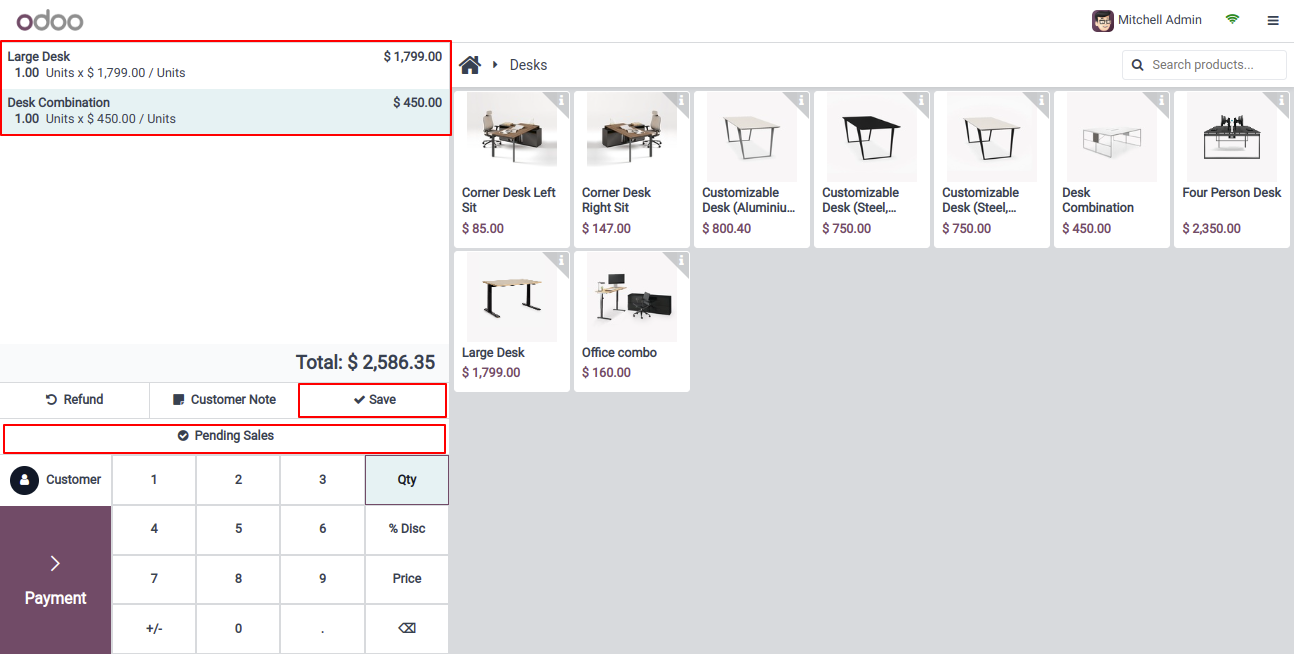 odoo
Mitchell Admin
Large Desk $ 1,799.00
1.00 Units x $ 1,799.00 / Units
Desk Combination $ 450.00
1.00 Units x $ 450.00 / Units
Total: $ 2,586.35
Refund Customer Note Save
Pending Sales
Customer 1 2 3 Qty
4 5 6 % Disc
7 8 9 Price
+/- 0 .
Payment
Desks
Search products...
Corner Desk Left
Sit
$ 85.00
Corner Desk
Right Sit
$ 147.00
Customizable
Desk (Aluminiu...
$ 800.40
Customizable
Desk (Steel,...
$ 750.00
Customizable
Desk (Steel,...
$ 750.00
Desk
Combination
$ 450.00
Four Person Desk
$ 2,350.00
Large Desk
$ 1,799.00
Office combo
$ 160.00